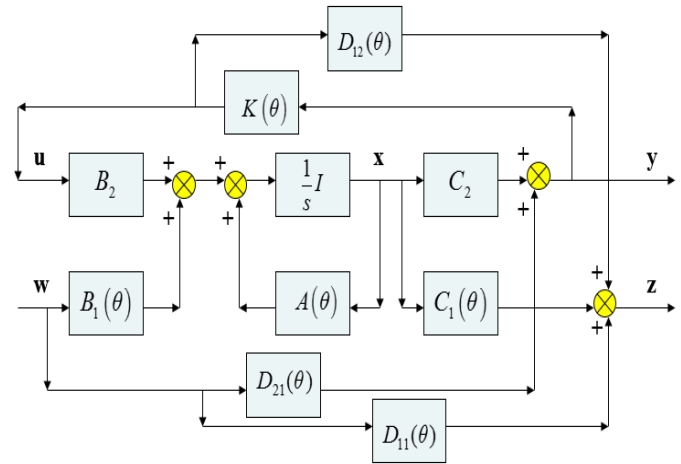 D₁₂(θ)
K(θ)
u
+
+
x
+
y
B₂
1/s I
C₂
+
+
+
w
+
z
B₁(θ)
A(θ)
C₁(θ)
+
D₂₁(θ)
D₁₁(θ)